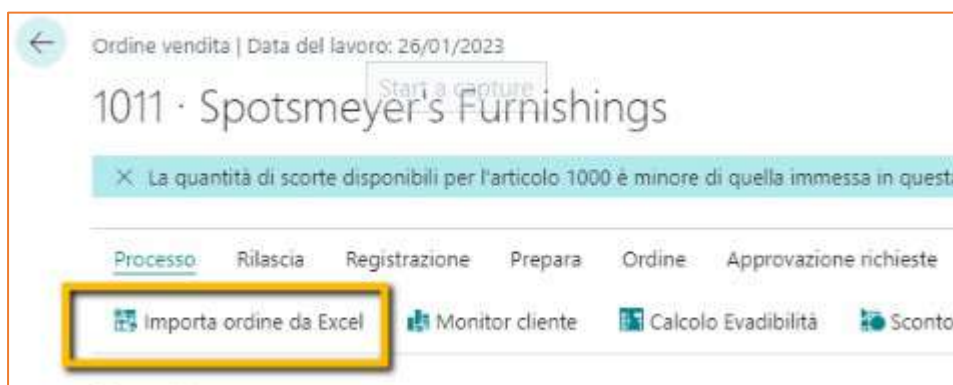 Ordine vendita | Data del lavoro: 26/01/2023
Start a capture
1011 · Spotsmeyer's Furnishings
× La quantità di scorte disponibili per l'articolo 1000 è minore di quella immessa in questa
Processo Rilascia Registrazione Prepara Ordine Approvazione richieste
Importa ordine da Excel Monitor cliente Calcolo Evadibilità Sconto